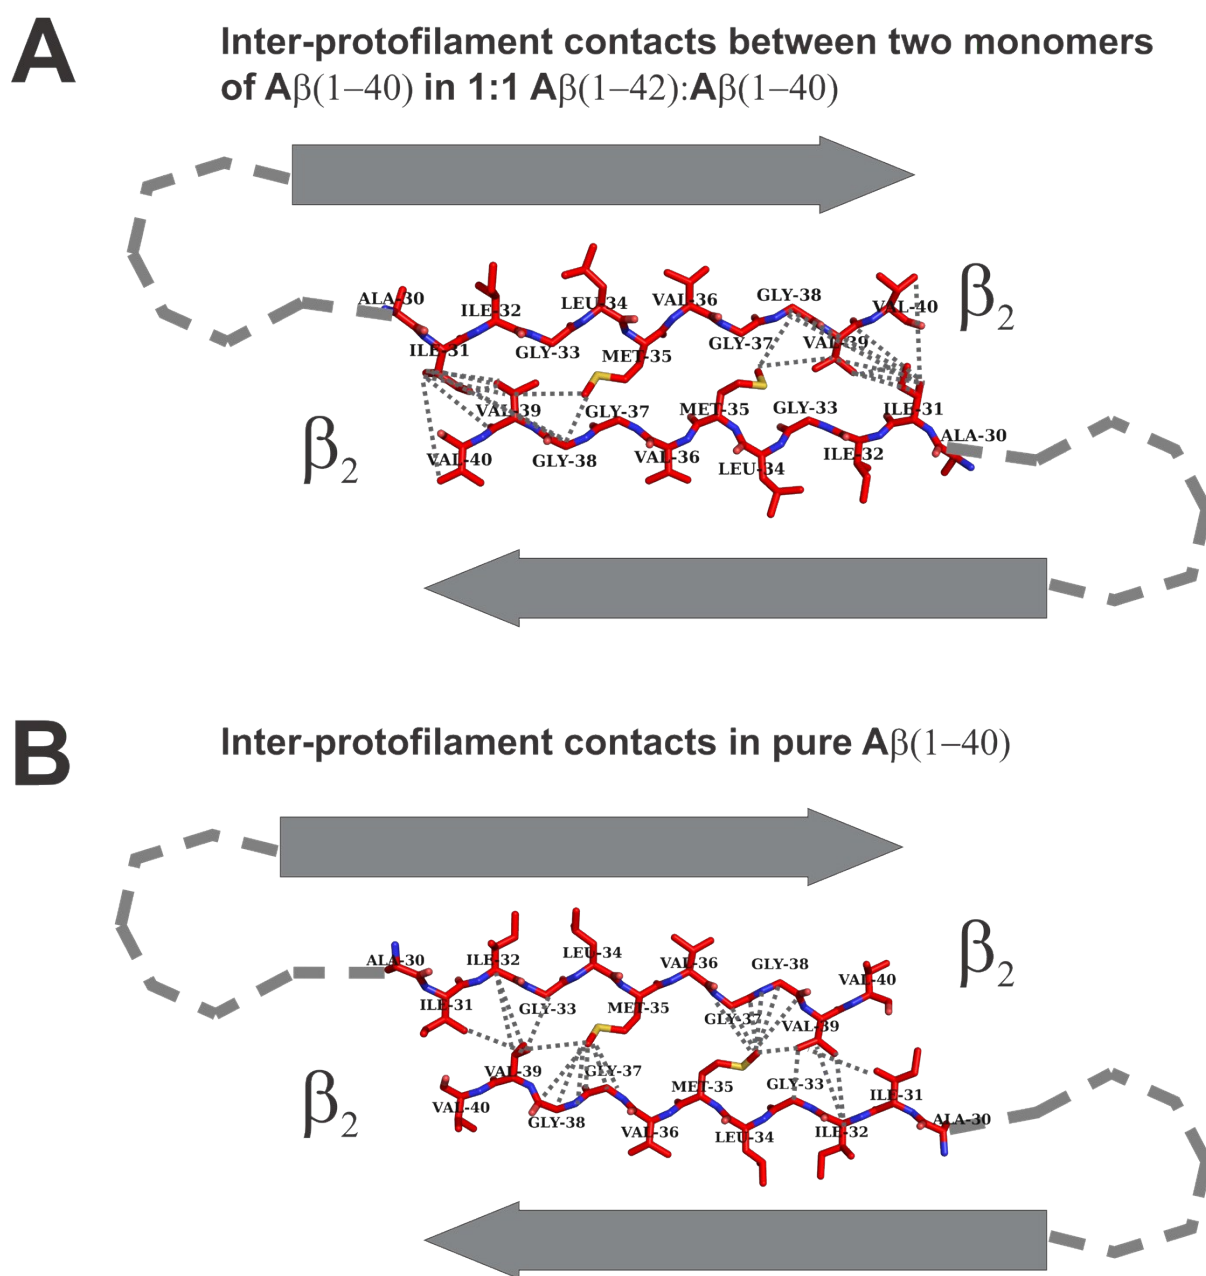 A
Inter-protofilament contacts between two monomers
of Aβ(1−40) in 1:1 Aβ(1−42):Aβ(1−40)
β2
ALA-30
ILE-32
LEU-34
VAL-36
GLY-38
VAL-40
ILE-31
GLY-33
MET-35
GLY-37
VAL-39
VAL-39
GLY-37
MET-35
GLY-33
ILE-31
β2
VAL-40
GLY-38
VAL-36
LEU-34
ILE-32
ALA-30
B
Inter-protofilament contacts in pure Aβ(1−40)
β2
ALA-30
ILE-32
LEU-34
VAL-36
GLY-38
VAL-40
ILE-31
GLY-33
MET-35
GLY-37
VAL-39
VAL-39
GLY-37
MET-35
GLY-33
ILE-31
β2
VAL-40
GLY-38
VAL-36
LEU-34
ILE-32
ALA-30